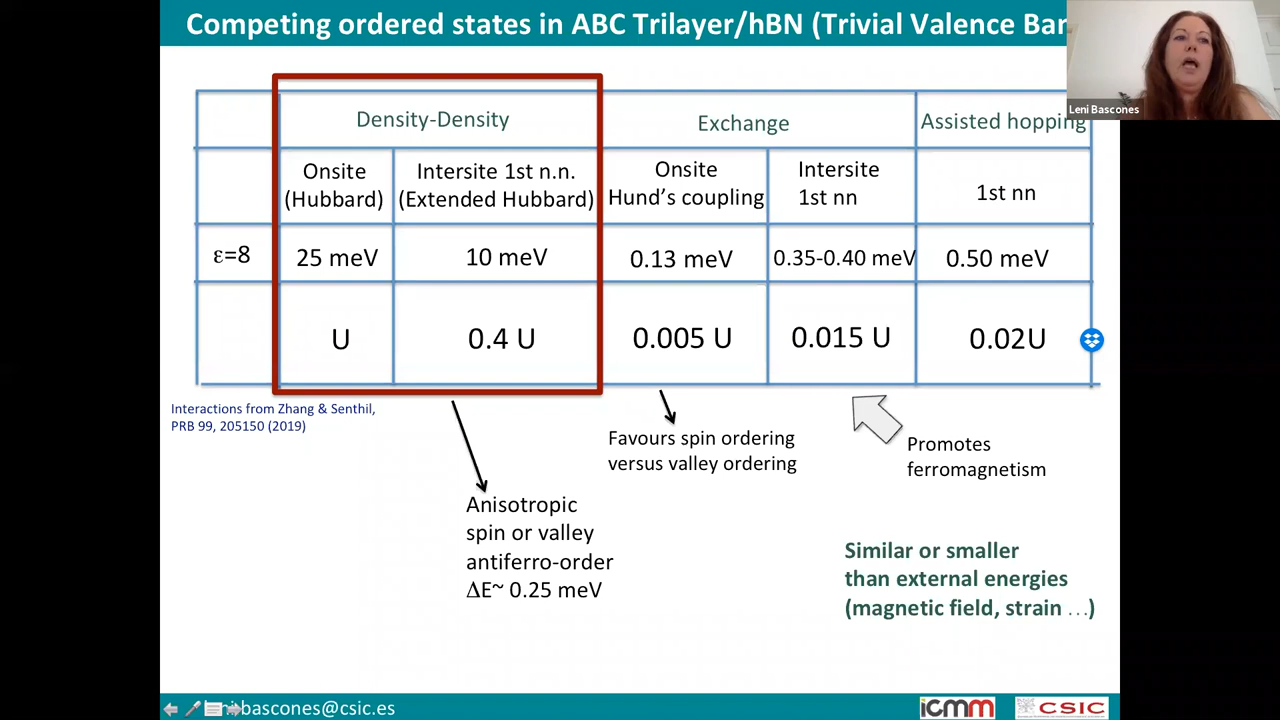 Competing ordered states in ABC Trilayer/hBN (Trivial Valence Ban
Leni Bascones
Density-Density
Exchange
Assisted hopping
Onsite
(Hubbard)
Intersite 1st n.n.
(Extended Hubbard)
Onsite
Hund's coupling
Intersite
1st nn
1st nn
ε=8
25 meV
10 meV
0.13 meV
0.35-0.40 meV
0.50 meV
U
0.4 U
0.005 U
0.015 U
0.02U
Interactions from Zhang & Senthil,
PRB 99, 205150 (2019)
Favours spin ordering
versus valley ordering
Promotes
ferromagnetism
Anisotropic
spin or valley
antiferro-order
ΔE~ 0.25 meV
Similar or smaller
than external energies
(magnetic field, strain …)
leni.bascones@csic.es
icmm
CSIC